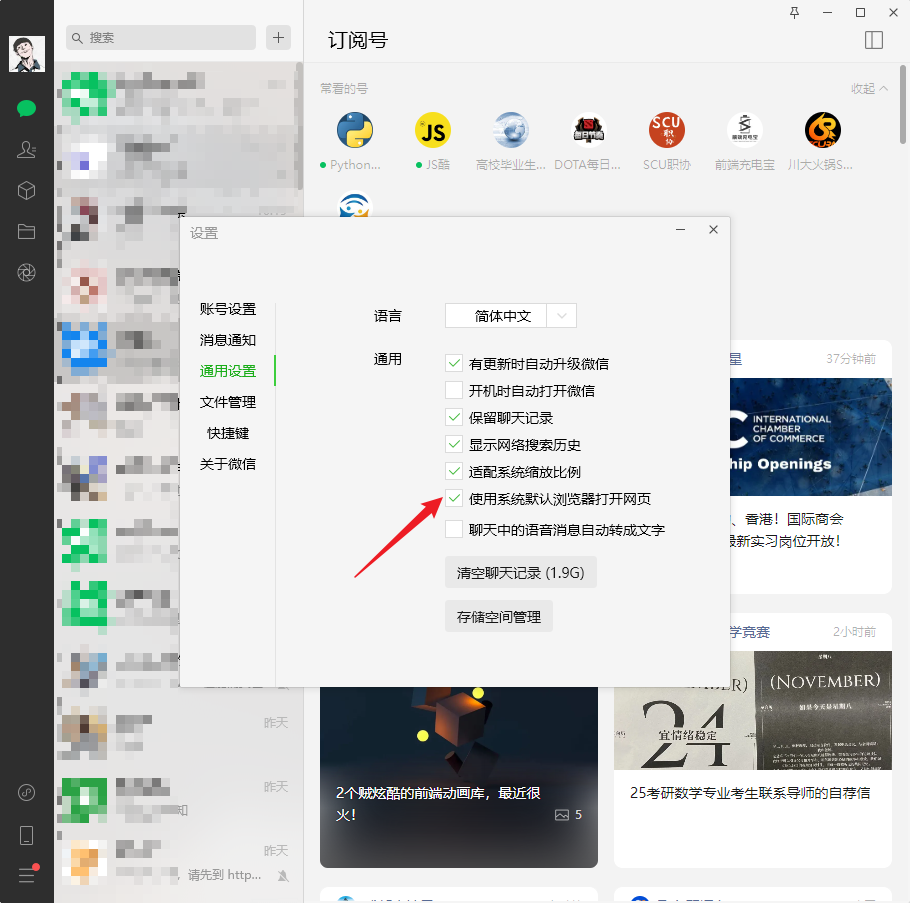 搜索
订阅号
常看的号
收起
Python...
JS酷
高校毕业生...
DOTA每日...
SCU职协
前端充电宝
川大火锅S...
JS
SCU
职
协
设置
账号设置
消息通知
通用设置
文件管理
快捷键
关于微信
语言
简体中文
通用
有更新时自动升级微信
开机时自动打开微信
保留聊天记录
显示网络搜索历史
适配系统缩放比例
使用系统默认浏览器打开网页
聊天中的语音消息自动转成文字
清空聊天记录 (1.9G)
存储空间管理
星
37分钟前
INTERNATIONAL
CHAMBER
OF COMMERCE
hip Openings
、香港！国际商会
最新实习岗位开放！
学竞赛
2小时前
(NOVEMBER)
如果今天是星期八
24
宜情绪稳定
25考研数学专业考生联系导师的自荐信
2个贼炫酷的前端动画库，最近很
火！
5
昨天
昨天
知
昨天
，请先到 http...